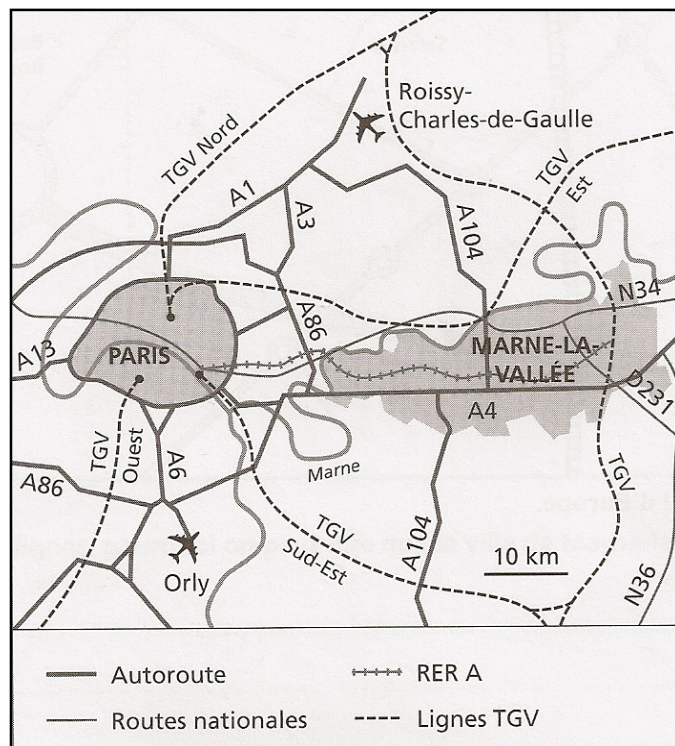 Roissy-
Charles-de-Gaulle
TGV Nord
TGV
Est
A1
A3
A104
N34
A86
A13
PARIS
MARNE-LA-
VALLÉE
D231
A4
TGV
Ouest
A6
Marne
A86
TGV
TGV
Sud-Est
A104
10 km
Orly
N36
Autoroute
RER A
Routes nationales
Lignes TGV